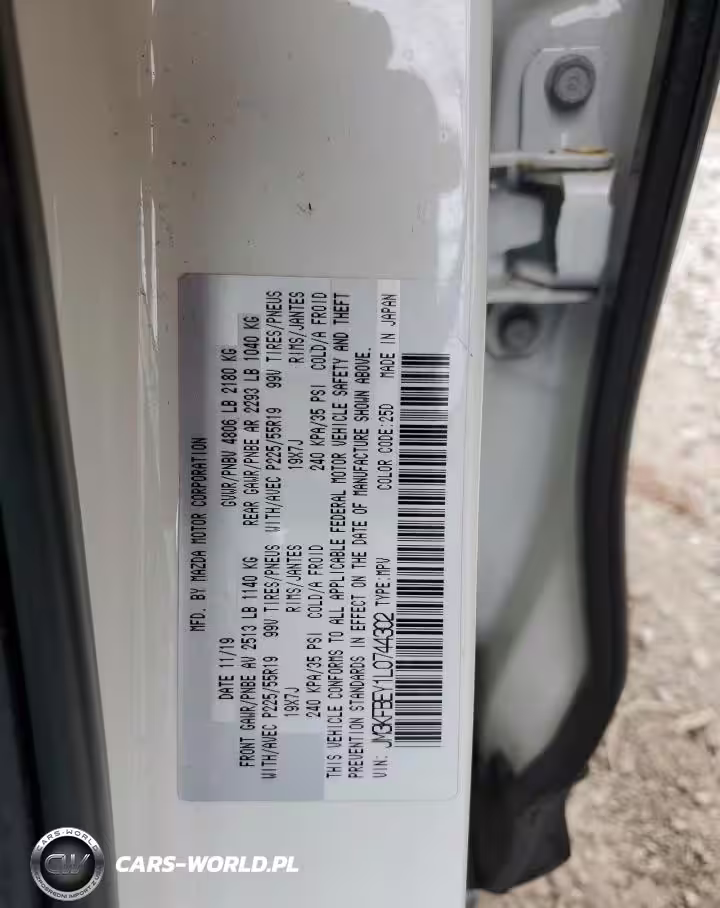 MFD. BY MAZDA MOTOR CORPORATION
DATE 11/19 GVWR/PNBV 4806 LB 2180 KG
FRONT GAWR/PNBE AV 2513 LB 1140 KG REAR GAWR/PNBE AR 2293 LB 1040 KG
WITH/AVEC P225/55R19 99V TIRES/PNEUS WITH/AVEC P225/55R19 99V TIRES/PNEUS
19X7J RIMS/JANTES 19X7J RIMS/JANTES
240 KPA/35 PSI COLD/A FROID 240 KPA/35 PSI COLD/A FROID
THIS VEHICLE CONFORMS TO ALL APPLICABLE FEDERAL MOTOR VEHICLE SAFETY AND THEFT
PREVENTION STANDARDS IN EFFECT ON THE DATE OF MANUFACTURE SHOWN ABOVE.
VIN: JM3KFBEY1L0744302 TYPE:MPV COLOR CODE:25D MADE IN JAPAN
CARS-WORLD
CW
CARS-WORLD.PL